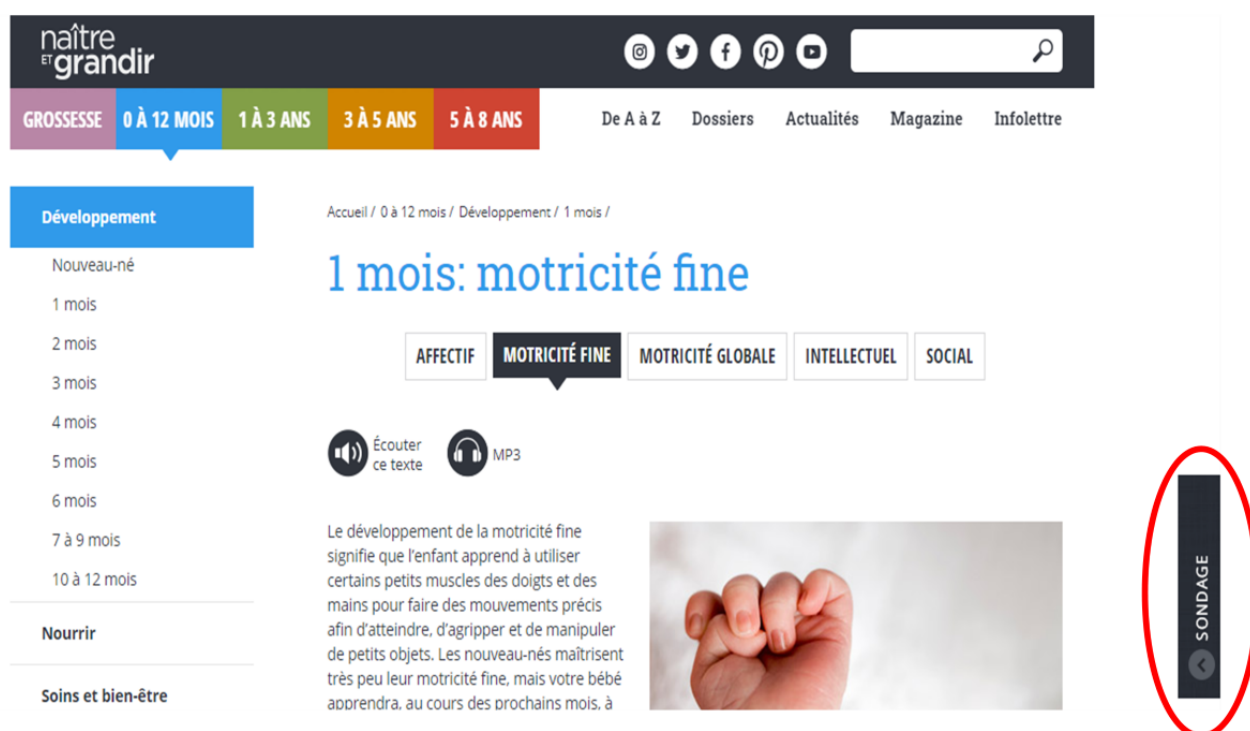 naître
ET grandir
GROSSESSE 0 À 12 MOIS 1 À 3 ANS 3 À 5 ANS 5 À 8 ANS De A à Z Dossiers Actualités Magazine Infolettre
Développement
Nouveau-né
1 mois
2 mois
3 mois
4 mois
5 mois
6 mois
7 à 9 mois
10 à 12 mois
Nourrir
Soins et bien-être
Accueil / 0 à 12 mois / Développement / 1 mois /
1 mois: motricité fine
AFFECTIF MOTRICITÉ FINE MOTRICITÉ GLOBALE INTELLECTUEL SOCIAL
Écouter
ce texte
MP3
Le développement de la motricité fine
signifie que l'enfant apprend à utiliser
certains petits muscles des doigts et des
mains pour faire des mouvements précis
afin d'atteindre, d'agripper et de manipuler
de petits objets. Les nouveau-nés maîtrisent
très peu leur motricité fine, mais votre bébé
apprendra, au cours des prochains mois, à
SONDAGE